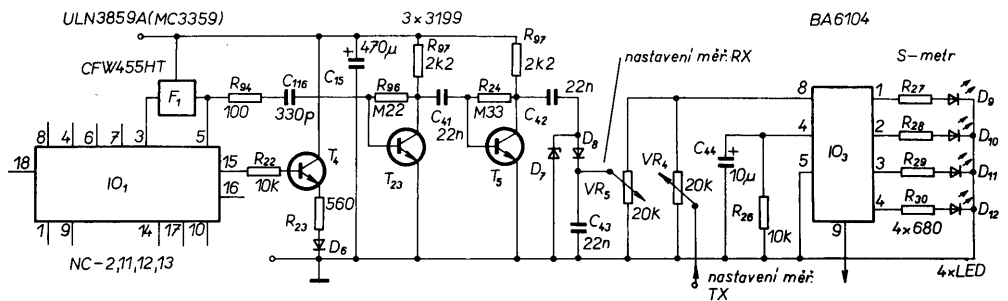 ULN3859A(MC3359)
3×3199
BA6104
CFW455HT
F1
R94
100
C116
330p
C15
470µ
+
R96
M22
R97
2k2
C41
22n
R24
M33
R97
2k2
C42
22n
nastavení měř. RX
S-metr
8 4 6 7 3 5
18
IO1
15
16
1 9 14 17 10
NC-2,11,12,13
R22
10k
T4
R23
560
D6
T23
T5
D7
D8
C43
22n
VR5
20k
VR4
20k
C44
+
10µ
R26
10k
nastavení měř.
TX
8
4
5
IO3
9
1
R27
D9
2
R28
D10
3
R29
D11
4
R30
D12
4×680
4×LED